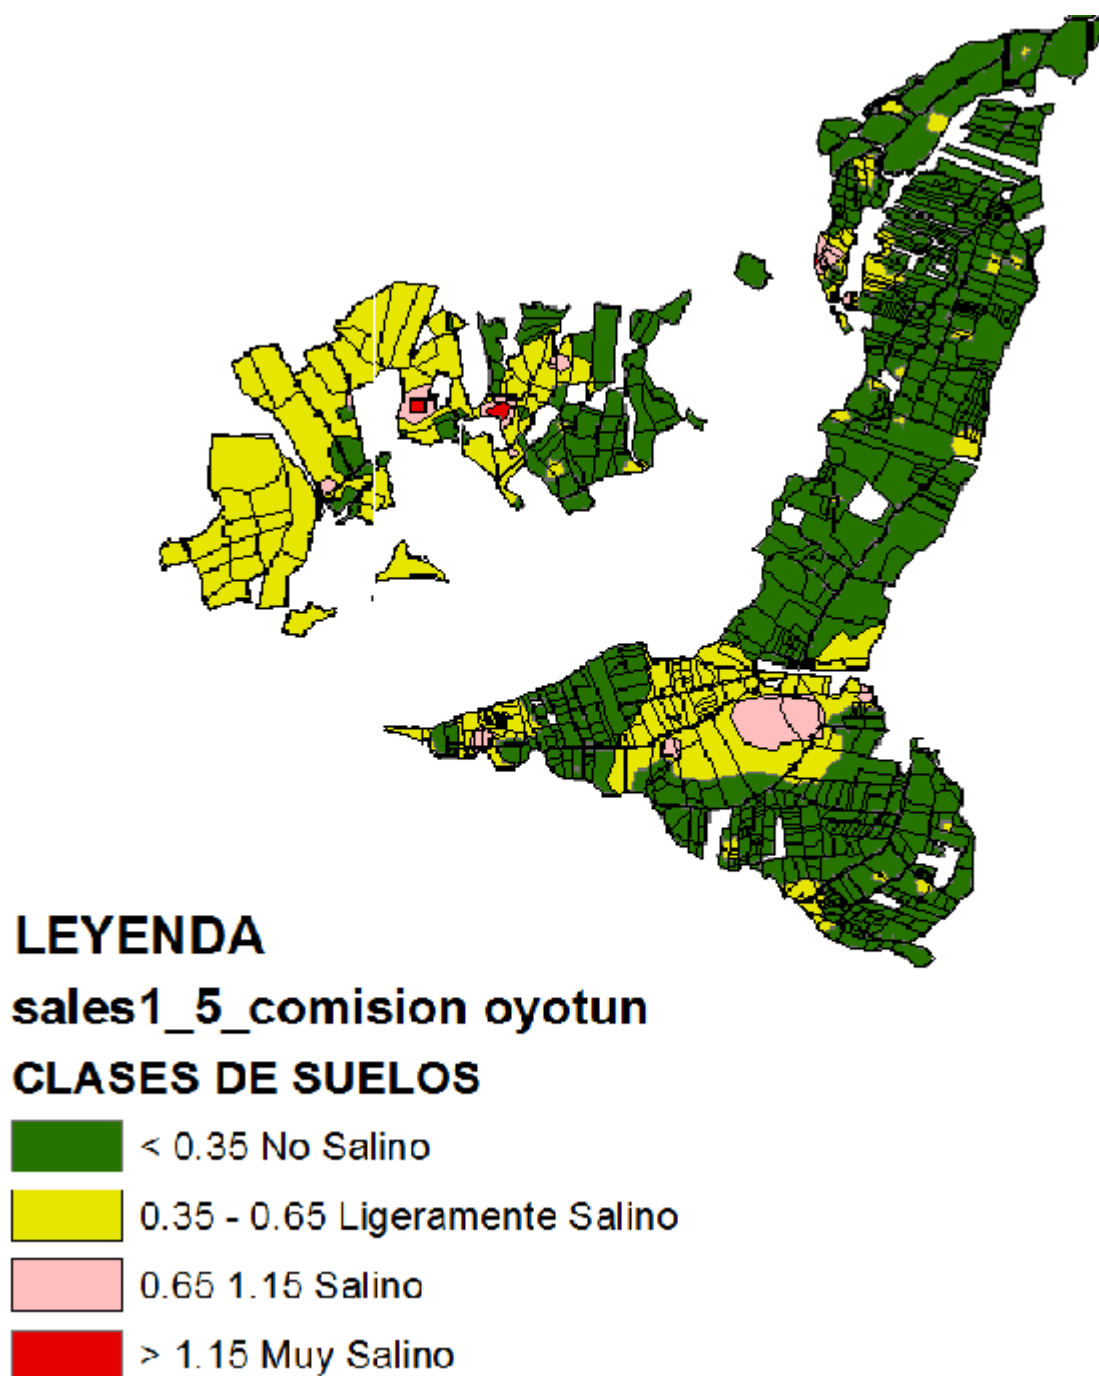 LEYENDA
sales1_5_comision oyotun
CLASES DE SUELOS
< 0.35 No Salino
0.35 - 0.65 Ligeramente Salino
0.65 1.15 Salino
> 1.15 Muy Salino